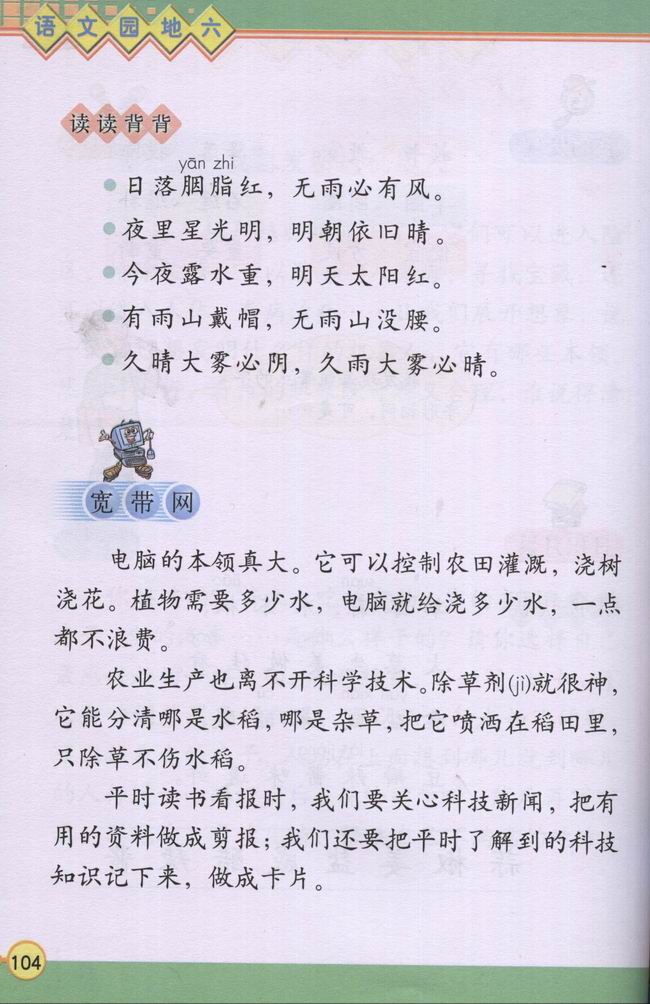 语文园地六
读读背背
yān zhi
日落胭脂红，无雨必有风。
夜里星光明，明朝依旧晴。
今夜露水重，明天太阳红。
有雨山戴帽，无雨山没腰。
久晴大雾必阴，久雨大雾必晴。
宽带网
电脑的本领真大。它可以控制农田灌溉，浇树
浇花。植物需要多少水，电脑就给浇多少水，一点
都不浪费。
农业生产也离不开科学技术。除草剂(jì)就很神，
它能分清哪是水稻，哪是杂草，把它喷洒在稻田里，
只除草不伤水稻。
平时读书看报时，我们要关心科技新闻，把有
用的资料做成剪报；我们还要把平时了解到的科技
知识记下来，做成卡片。
104